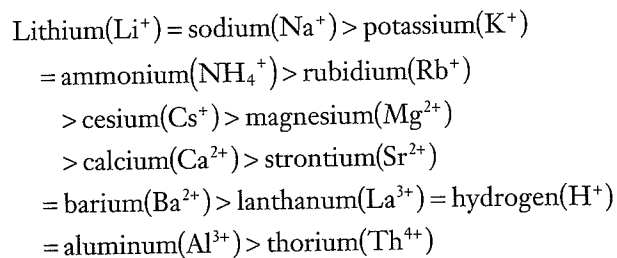 Lithium(Li⁺) = sodium(Na⁺) > potassium(K⁺)
= ammonium(NH₄⁺) > rubidium(Rb⁺)
> cesium(Cs⁺) > magnesium(Mg²⁺)
> calcium(Ca²⁺) > strontium(Sr²⁺)
= barium(Ba²⁺) > lanthanum(La³⁺) = hydrogen(H⁺)
= aluminum(Al³⁺) > thorium(Th⁴⁺)